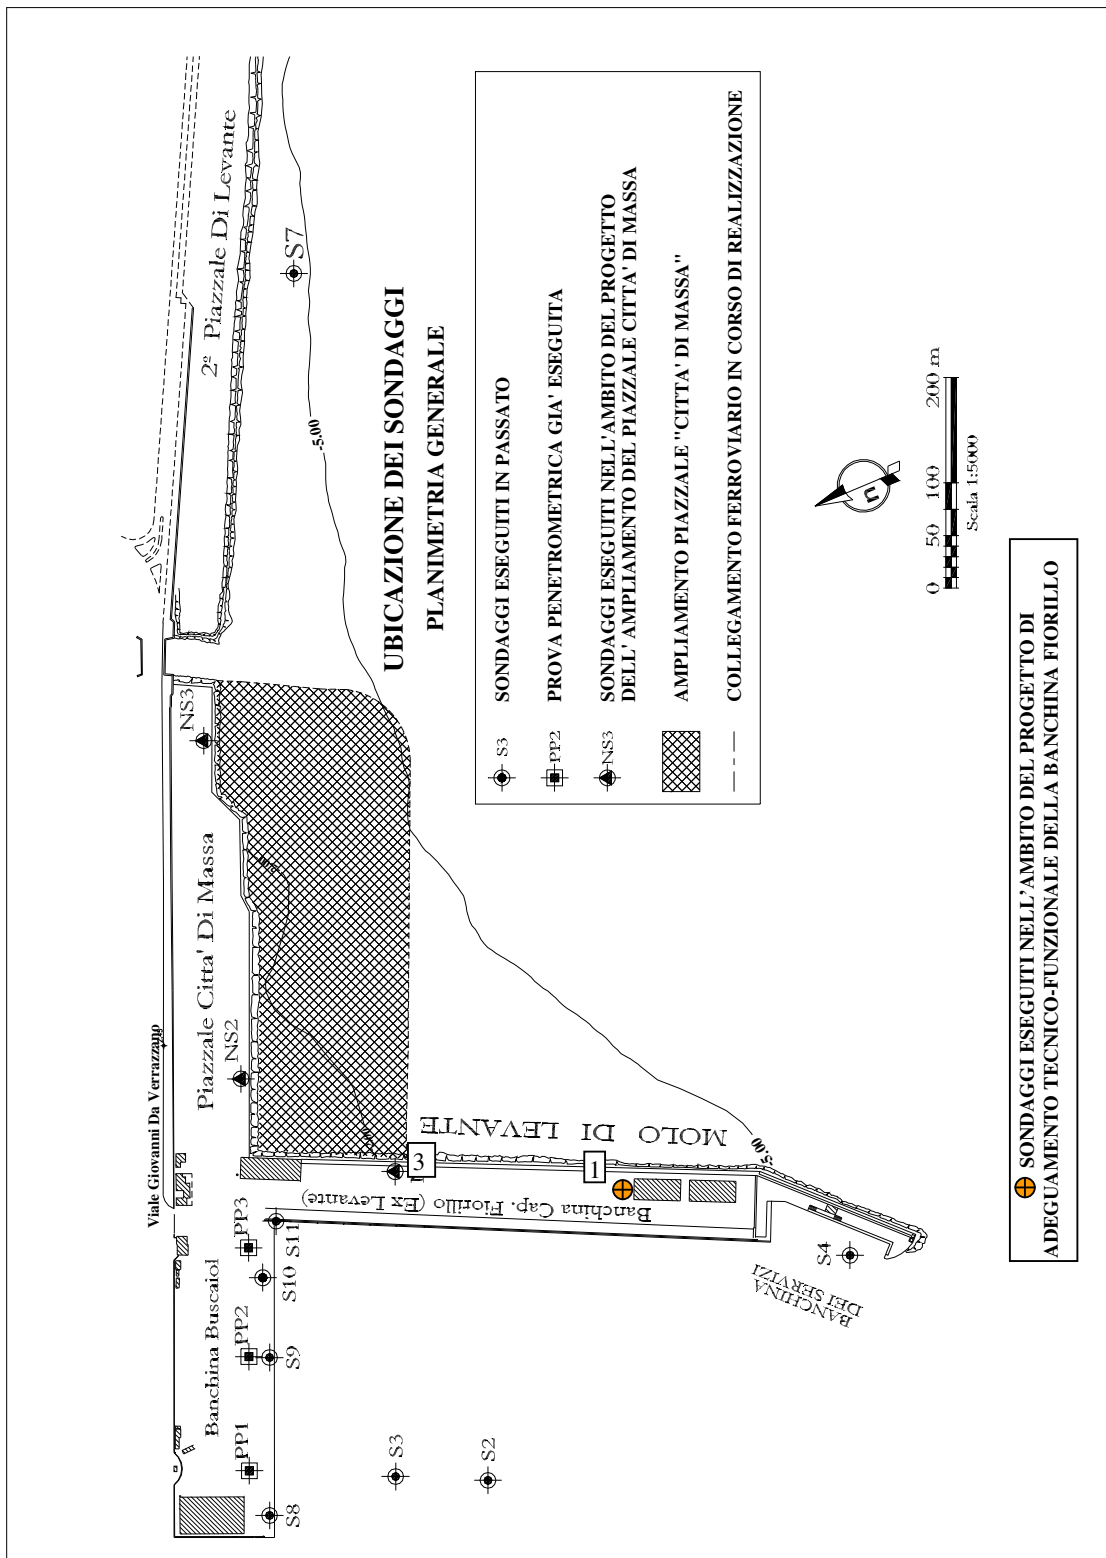 UBICAZIONE DEI SONDAGGI
PLANIMETRIA GENERALE
S3 SONDAGGI ESEGUITI IN PASSATO
PP2 PROVA PENETROMETRICA GIA' ESEGUITA
NS3 SONDAGGI ESEGUITI NELL'AMBITO DEL PROGETTO
DELL' AMPLIAMENTO DEL PIAZZALE CITTA' DI MASSA
AMPLIAMENTO PIAZZALE "CITTA' DI MASSA"
COLLEGAMENTO FERROVIARIO IN CORSO DI REALIZZAZIONE
Viale Giovanni Da Verrazzano
Banchina Buscaiol
Piazzale Citta' Di Massa
2º Piazzale Di Levante
S8
PP1
PP2
S9
S10
PP3
S11
NS2
NS3
S7
S3
S2
S4
-5.00
-5.00
3
1
MOLO DI LEVANTE
Banchina Cap. Fiorillo (Ex Levante)
BANCHINA
DEI SERVIZI
n
0 50 100 200 m
Scala 1:5000
SONDAGGI ESEGUITI NELL'AMBITO DEL PROGETTO DI
ADEGUAMENTO TECNICO-FUNZIONALE DELLA BANCHINA FIORILLO